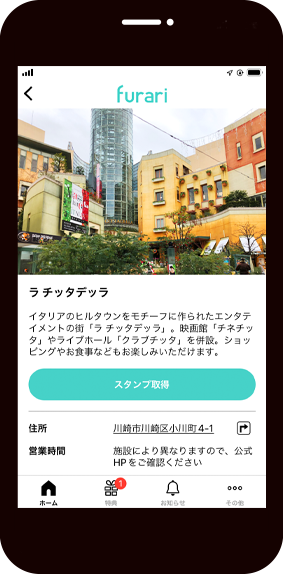 furari
ラ チッタデッラ
イタリアのヒルタウンをモチーフに作られたエンタテ
イメントの街「ラ チッタデッラ」。映画館「チネチッ
タ」やライブホール「クラブチッタ」を併設。ショッ
ピングやお食事などもお楽しみいただけます。
スタンプ取得
住所 川崎市川崎区小川町4-1
営業時間 施設により異なりますので、公式
HPをご確認ください
1
ホーム 特典 お知らせ その他